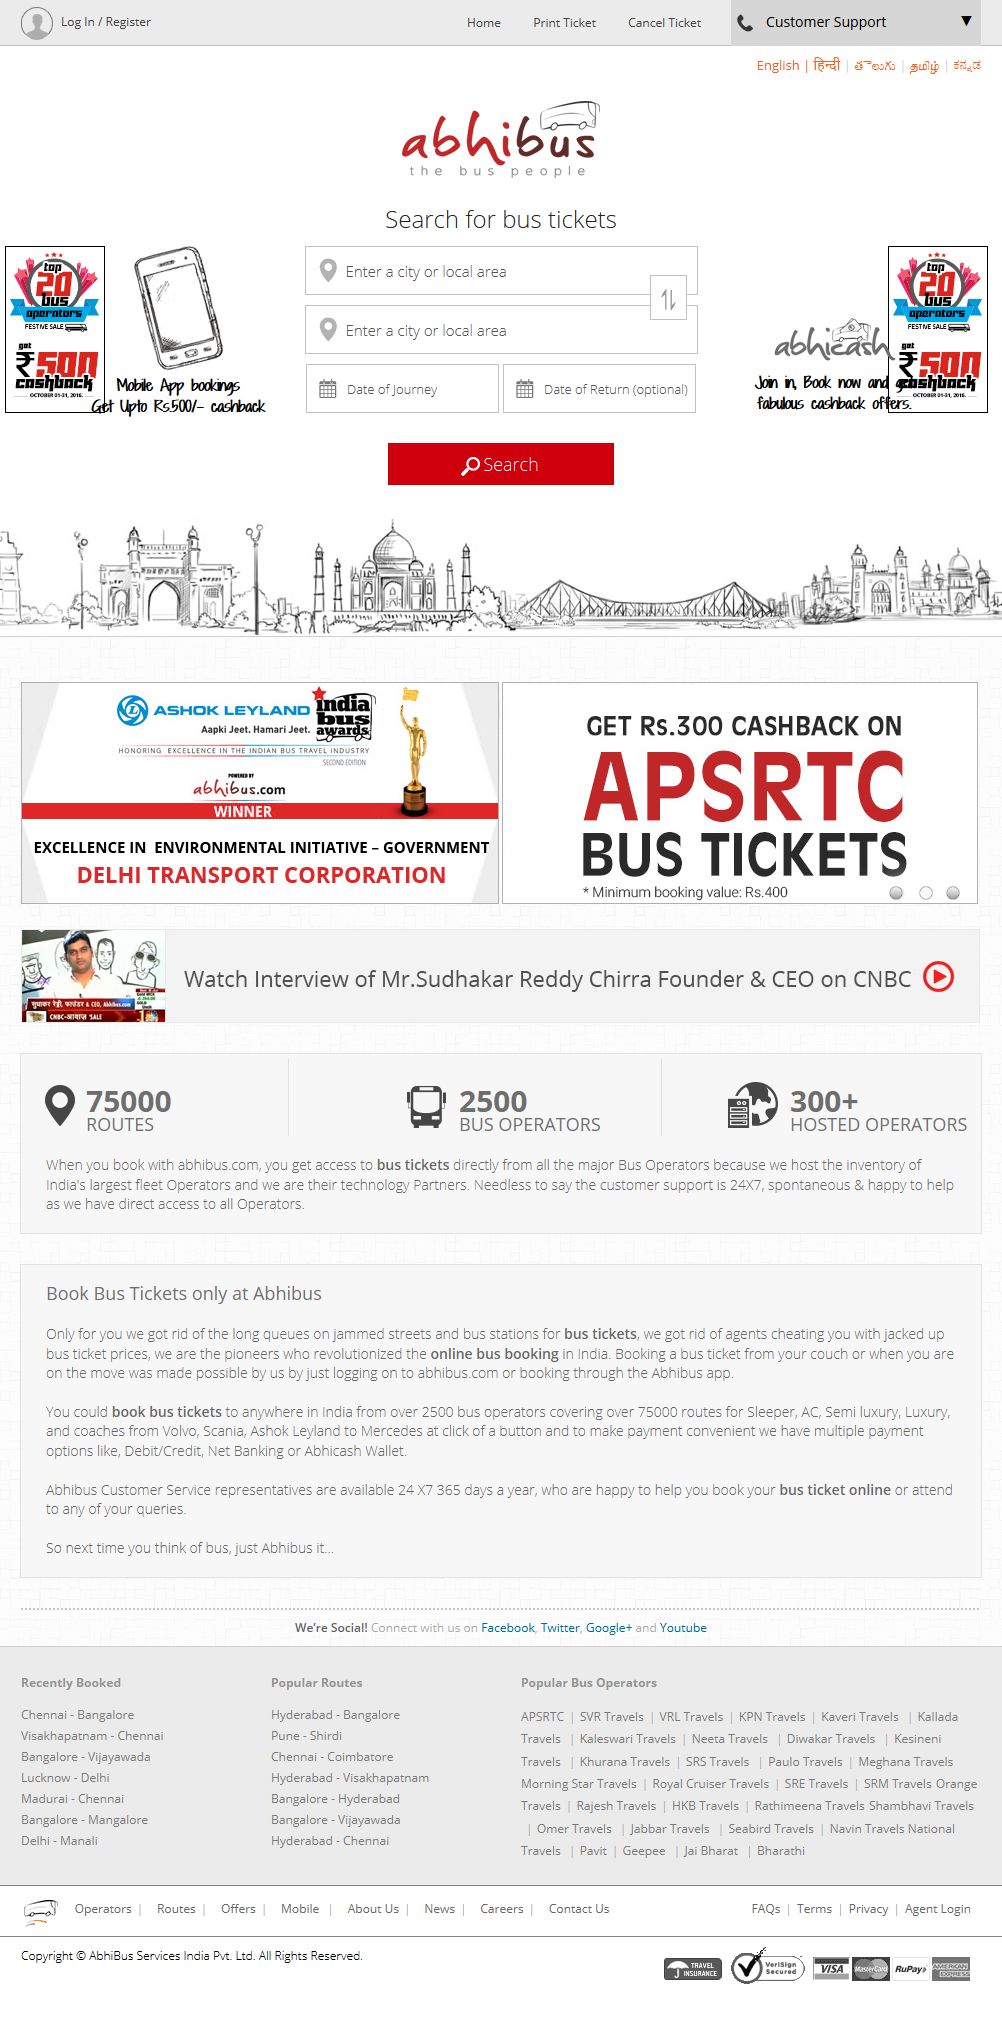 Log In / Register
Home
Print Ticket
Cancel Ticket
Customer Support
English | हिन्दी | తెలుగు | தமிழ் | ಕನ್ನಡ
abhibus
the bus people
Search for bus tickets
top
20
bus
operators
FESTIVE SALE
get
₹500
cashback
OCTOBER 01-31, 2016.
Mobile App bookings
Get Upto Rs.500/- cashback
Enter a city or local area
Enter a city or local area
Date of Journey
Date of Return (optional)
abhicash
Join in, Book now and get
fabulous cashback offers.
top
20
bus
operators
FESTIVE SALE
get
₹500
cashback
OCTOBER 01-31, 2016.
Search
ASHOK LEYLAND
Aapki Jeet. Hamari Jeet.
india
bus
awards
HONORING EXCELLENCE IN THE INDIAN BUS TRAVEL INDUSTRY
SECOND EDITION
POWERED BY
abhibus.com
WINNER
EXCELLENCE IN ENVIRONMENTAL INITIATIVE – GOVERNMENT
DELHI TRANSPORT CORPORATION
GET Rs.300 CASHBACK ON
APSRTC
BUS TICKETS
* Minimum booking value: Rs.400
सुधाकर रेड्डी, फाउंडर & CEO, Abhibus.com
CNBC-आवाज़ 'SALE
Watch Interview of Mr.Sudhakar Reddy Chirra Founder & CEO on CNBC
75000
ROUTES
2500
BUS OPERATORS
300+
HOSTED OPERATORS
When you book with abhibus.com, you get access to bus tickets directly from all the major Bus Operators because we host the inventory of
India's largest fleet Operators and we are their technology Partners. Needless to say the customer support is 24X7, spontaneous & happy to help
as we have direct access to all Operators.
Book Bus Tickets only at Abhibus
Only for you we got rid of the long queues on jammed streets and bus stations for bus tickets, we got rid of agents cheating you with jacked up
bus ticket prices, we are the pioneers who revolutionized the online bus booking in India. Booking a bus ticket from your couch or when you are
on the move was made possible by us by just logging on to abhibus.com or booking through the Abhibus app.
You could book bus tickets to anywhere in India from over 2500 bus operators covering over 75000 routes for Sleeper, AC, Semi luxury, Luxury,
and coaches from Volvo, Scania, Ashok Leyland to Mercedes at click of a button and to make payment convenient we have multiple payment
options like, Debit/Credit, Net Banking or Abhicash Wallet.
Abhibus Customer Service representatives are available 24 X7 365 days a year, who are happy to help you book your bus ticket online or attend
to any of your queries.
So next time you think of bus, just Abhibus it...
We're Social! Connect with us on Facebook, Twitter, Google+ and Youtube
Recently Booked
Chennai - Bangalore
Visakhapatnam - Chennai
Bangalore - Vijayawada
Lucknow - Delhi
Madurai - Chennai
Bangalore - Mangalore
Delhi - Manali
Popular Routes
Hyderabad - Bangalore
Pune - Shirdi
Chennai - Coimbatore
Hyderabad - Visakhapatnam
Bangalore - Hyderabad
Bangalore - Vijayawada
Hyderabad - Chennai
Popular Bus Operators
APSRTC | SVR Travels | VRL Travels | KPN Travels | Kaveri Travels | Kallada
Travels | Kaleswari Travels | Neeta Travels | Diwakar Travels | Kesineni
Travels | Khurana Travels | SRS Travels | Paulo Travels | Meghana Travels
Morning Star Travels | Royal Cruiser Travels | SRE Travels | SRM Travels Orange
Travels | Rajesh Travels | HKB Travels | Rathimeena Travels Shambhavi Travels
| Omer Travels | Jabbar Travels | Seabird Travels | Navin Travels National
Travels | Pavit | Geepee | Jai Bharat | Bharathi
Operators | Routes | Offers | Mobile | About Us | News | Careers | Contact Us
FAQs | Terms | Privacy | Agent Login
Copyright © AbhiBus Services India Pvt. Ltd. All Rights Reserved.
TRAVEL
INSURANCE
VeriSign
Secured
VISA
MasterCard
RuPay
AMERICAN
EXPRESS